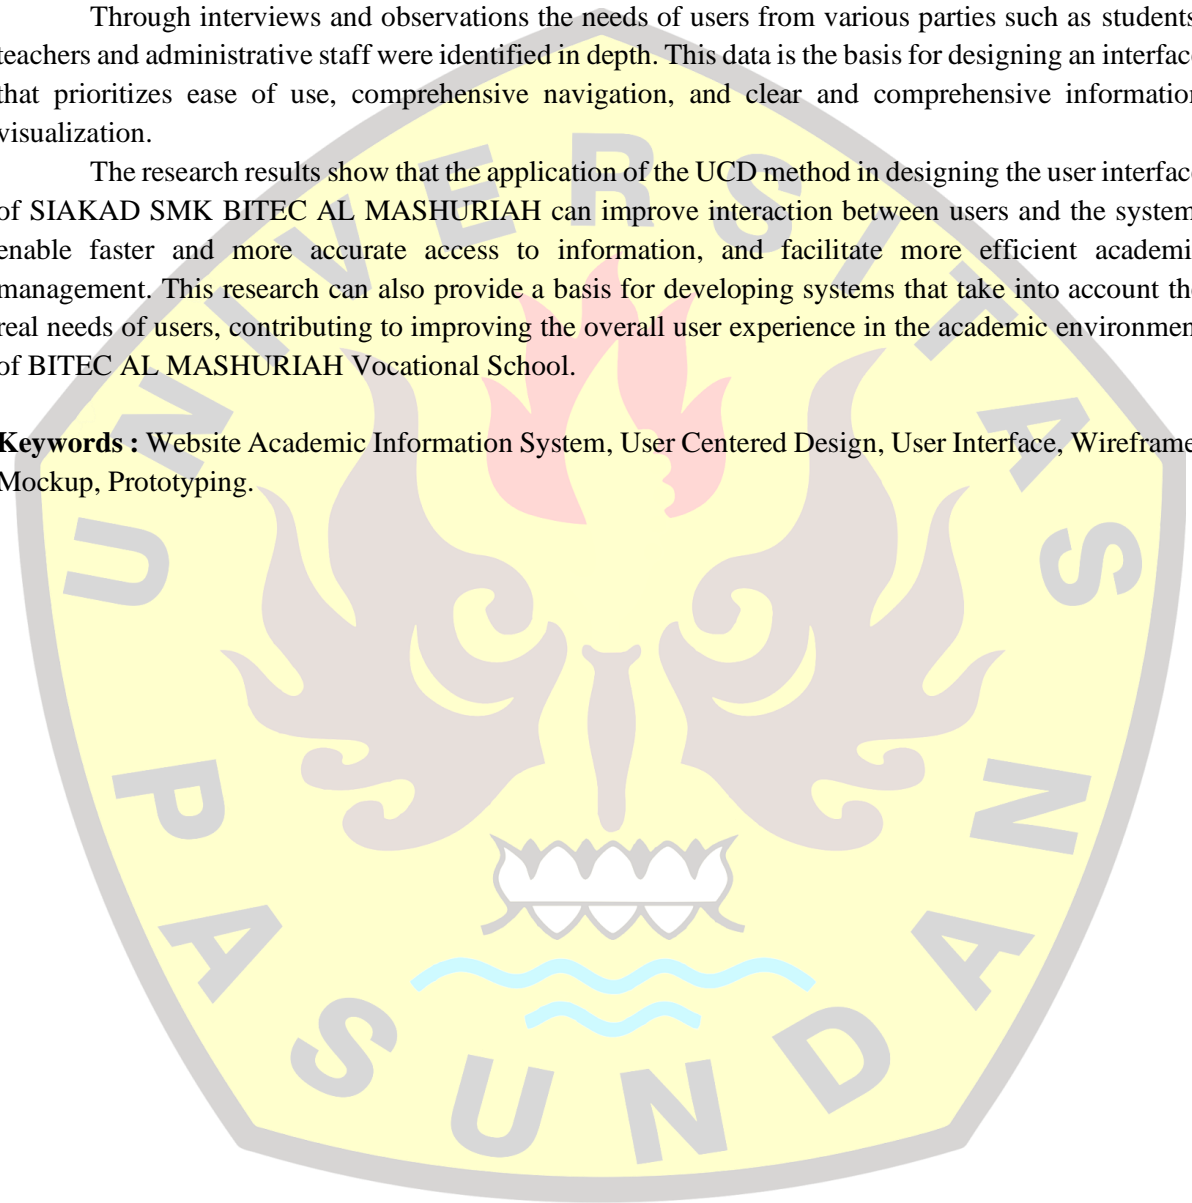 Through interviews and observations the needs of users from various parties such as students
teachers and administrative staff were identified in depth. This data is the basis for designing an interface
that prioritizes ease of use, comprehensive navigation, and clear and comprehensive information
visualization.
The research results show that the application of the UCD method in designing the user interface
of SIAKAD SMK BITEC AL MASHURIAH can improve interaction between users and the system
enable faster and more accurate access to information, and facilitate more efficient academi
management. This research can also provide a basis for developing systems that take into account the
real needs of users, contributing to improving the overall user experience in the academic environmen
of BITEC AL MASHURIAH Vocational School.
Keywords : Website Academic Information System, User Centered Design, User Interface, Wireframe
Mockup, Prototyping.
UNIVERSITAS
PASUNDAN